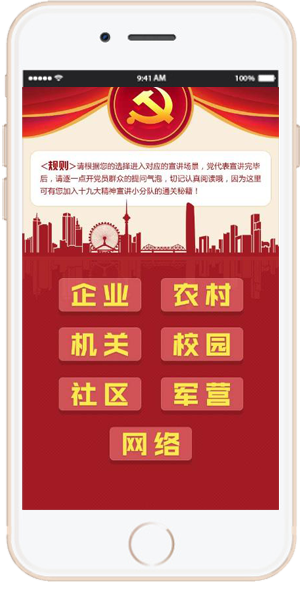 9:41 AM
100%
<规则>请根据您的选择进入对应的宣讲场景，党代表宣讲完毕
后，请逐一点开党员群众的提问气泡，切记认真阅读哦，因为这里
可有您加入十九大精神宣讲小分队的通关秘籍！
企业 农村
机关 校园
社区 军营
网络